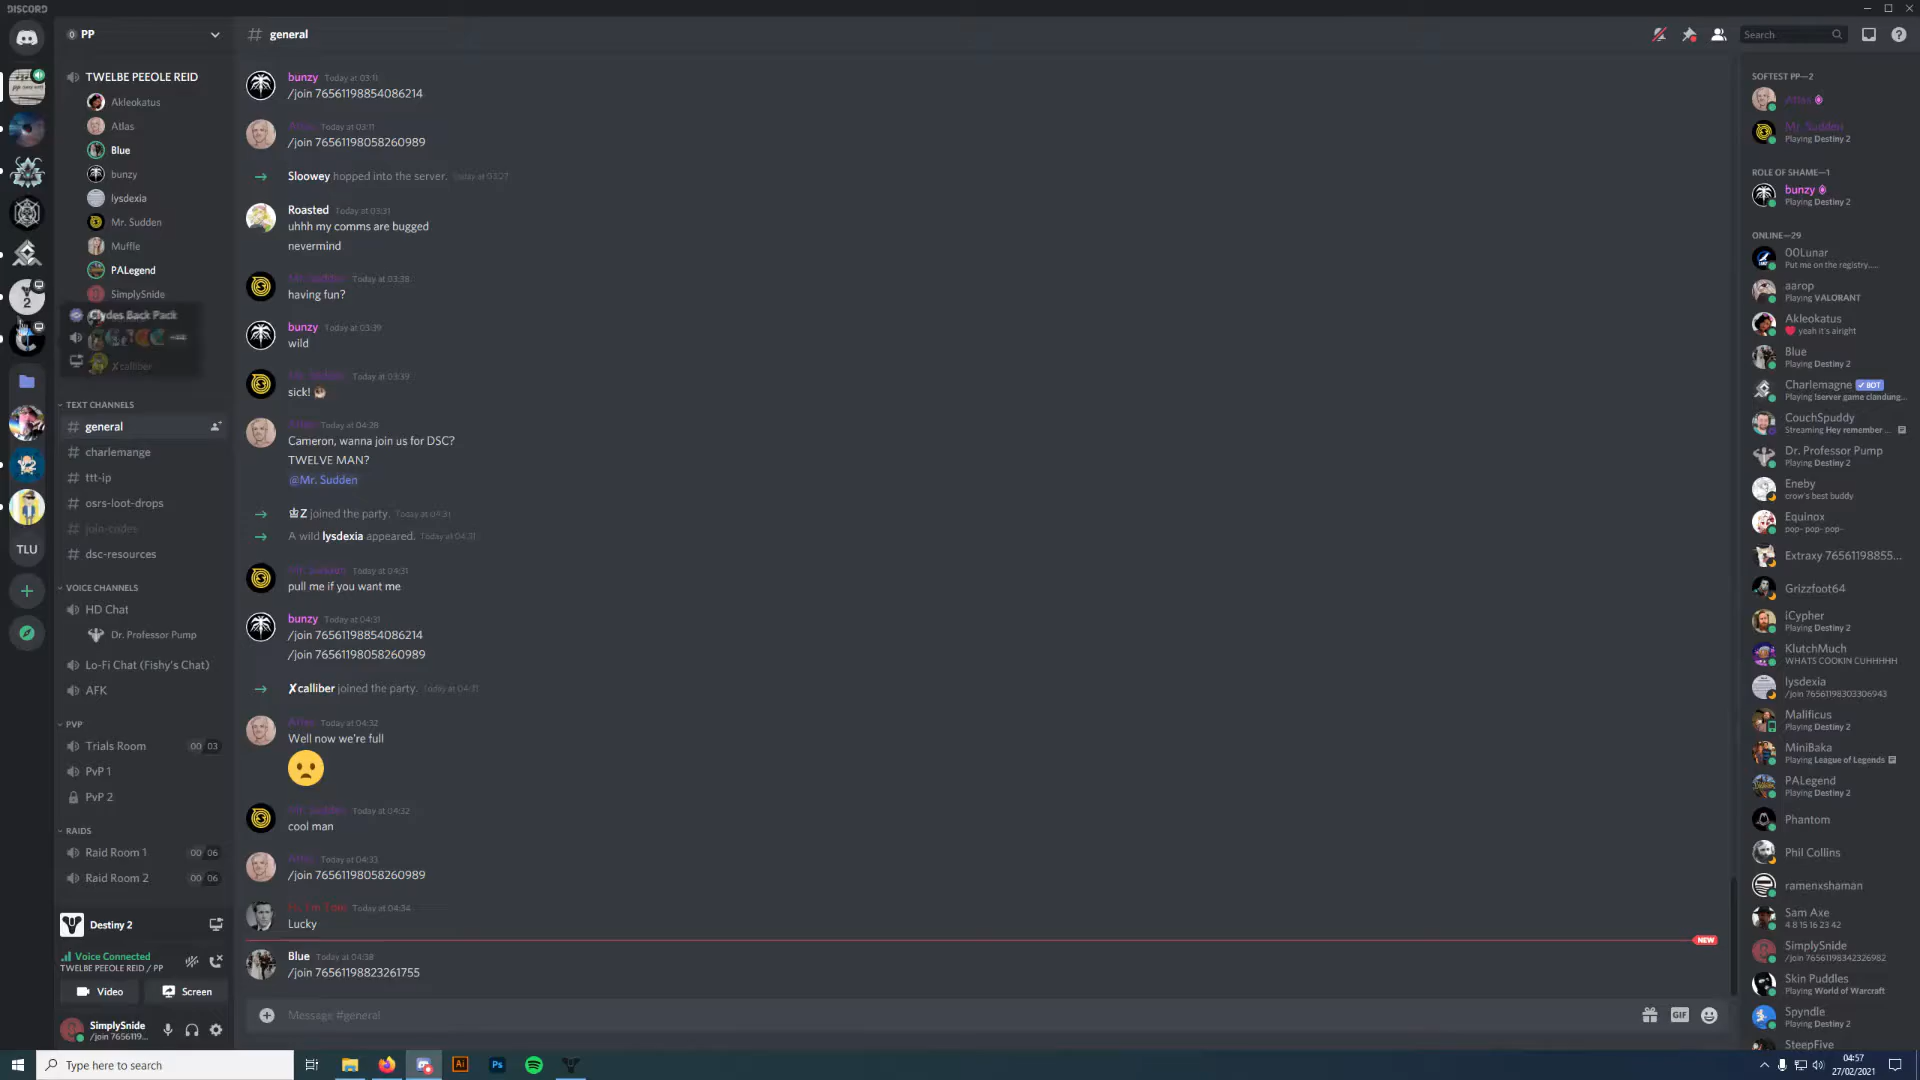 DISCORD
PP
general
Search
TWELBE PEEOLE REID
Akleokatus
Atlas
Blue
bunzy
lysdexia
Mr. Sudden
Muffle
PALegend
SimplySnide
Clydes Back Pack
✗calliber
TEXT CHANNELS
general
charlemange
ttt-ip
osrs-loot-drops
join-codes
dsc-resources
VOICE CHANNELS
HD Chat
Dr. Professor Pump
Lo-Fi Chat (Fishy's Chat)
AFK
PVP
Trials Room 00 03
PvP 1
PvP 2
RAIDS
Raid Room 1 00 06
Raid Room 2 00 06
TLU
Destiny 2
Voice Connected
TWELBE PEEOLE REID / PP
Video
Screen
SimplySnide
/join 7656119...
bunzy Today at 03:11
/join 76561198854086214
Atlas Today at 03:11
/join 76561198058260989
Sloowey hopped into the server. Today at 03:27
Roasted Today at 03:31
uhhh my comms are bugged
nevermind
Mr. Sudden Today at 03:38
having fun?
bunzy Today at 03:39
wild
Mr. Sudden Today at 03:39
sick!
Atlas Today at 04:28
Cameron, wanna join us for DSC?
TWELVE MAN?
@Mr. Sudden
Z joined the party. Today at 04:31
A wild lysdexia appeared. Today at 04:31
Mr. Sudden Today at 04:31
pull me if you want me
bunzy Today at 04:31
/join 76561198854086214
/join 76561198058260989
✗calliber joined the party. Today at 04:31
Atlas Today at 04:32
Well now we're full
Mr. Sudden Today at 04:32
cool man
Atlas Today at 04:33
/join 76561198058260989
Today at 04:34
Lucky
NEW
Blue Today at 04:38
/join 76561198823261755
Message #general
GIF
SOFTEST PP—2
Atlas
Mr. Sudden
Playing Destiny 2
ROLE OF SHAME—1
bunzy
Playing Destiny 2
ONLINE—29
00Lunar
Put me on the registry.....
aarop
Playing VALORANT
Akleokatus
yeah it's alright
Blue
Playing Destiny 2
Charlemagne BOT
Playing !server game clandung...
CouchSpuddy
Streaming Hey remember ...
Dr. Professor Pump
Playing Destiny 2
Eneby
crow's best buddy
Equinox
pop- pop- pop-
Extraxy 76561198855...
Grizzfoot64
iCypher
Playing Destiny 2
KlutchMuch
WHATS COOKIN CUHHHHH
lysdexia
/join 76561198303306943
Malificus
Playing Destiny 2
MiniBaka
Playing League of Legends
PALegend
Playing Destiny 2
Phantom
Phil Collins
ramenxshaman
Sam Axe
4 8 15 16 23 42
SimplySnide
/join 76561198342326982
Skin Puddles
Playing World of Warcraft
Spyndle
Playing Destiny 2
SteepFive
Type here to search
Ai
Ps
04:57
27/02/2021